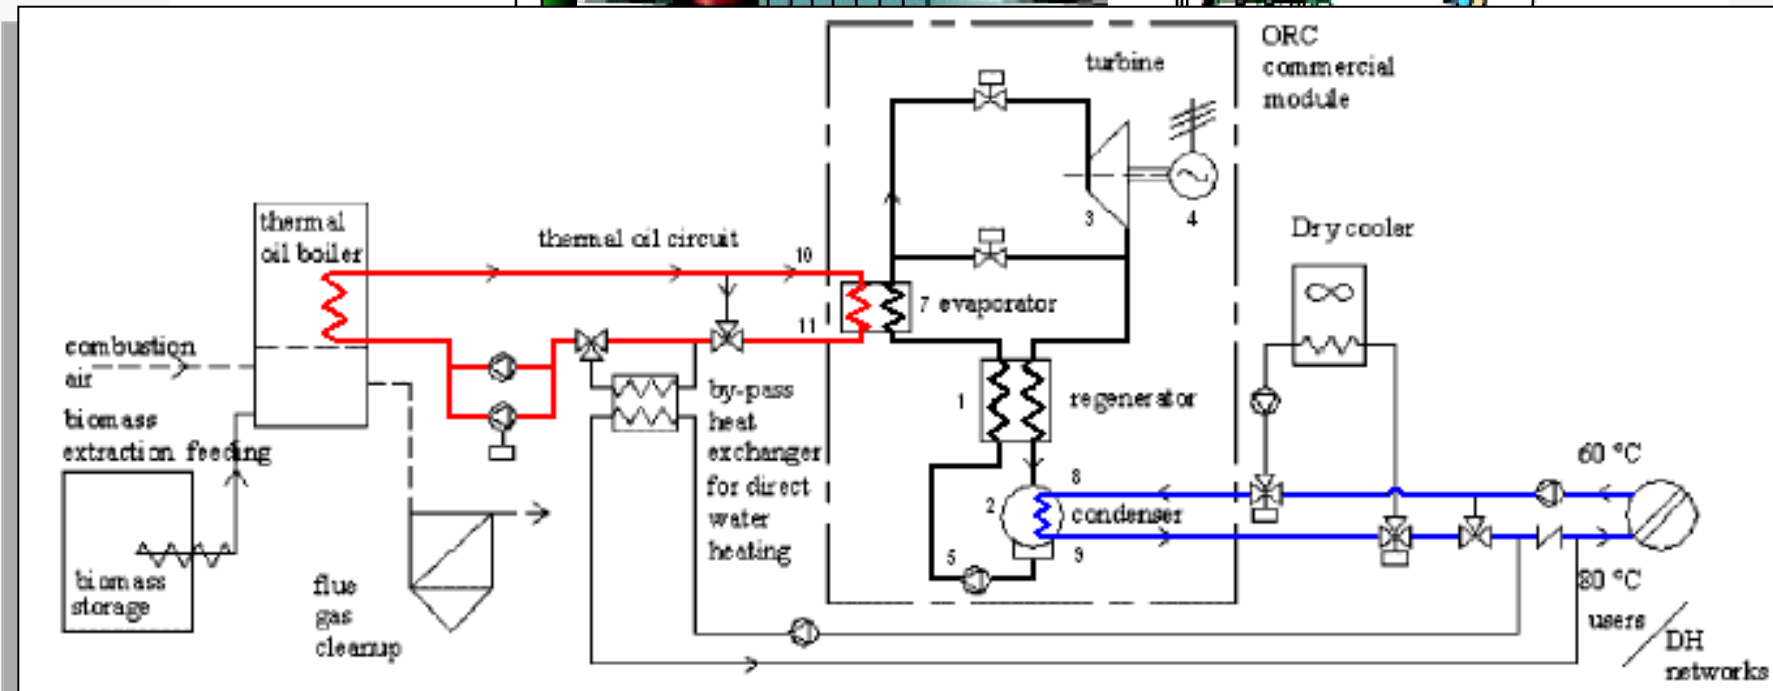 ORC
commercial
module
turbine
3
4
thermal
oil boiler
thermal oil circuit
10
11
7 evaporator
Dry cooler
combustion
air
biomass
extraction feeding
by-pass
heat
exchanger
for direct
water
heating
1
regenerator
2
8
condenser
9
5
60 °C
80 °C
users
DH
networks
biomass
storage
flue
gas
cleanup